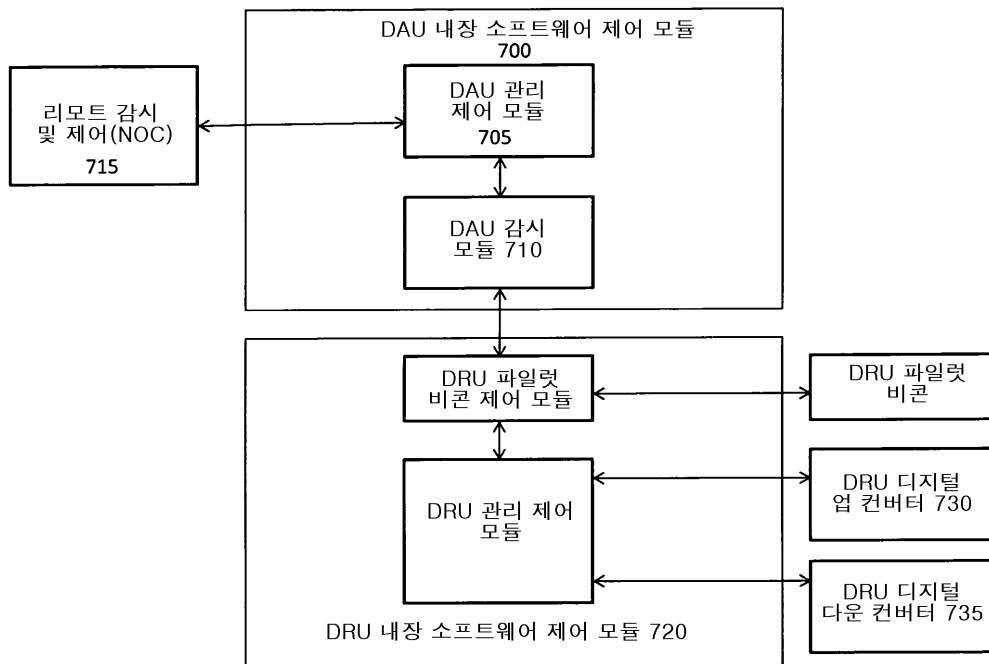 DAU 내장 소프트웨어 제어 모듈
700
리모트 감시
및 제어(NOC)
715
DAU 관리
제어 모듈
705
DAU 감시
모듈 710
DRU 파일럿
비콘 제어 모듈
DRU 파일럿
비콘
DRU 관리 제어
모듈
DRU 디지털
업 컨버터 730
DRU 디지털
다운 컨버터 735
DRU 내장 소프트웨어 제어 모듈 720